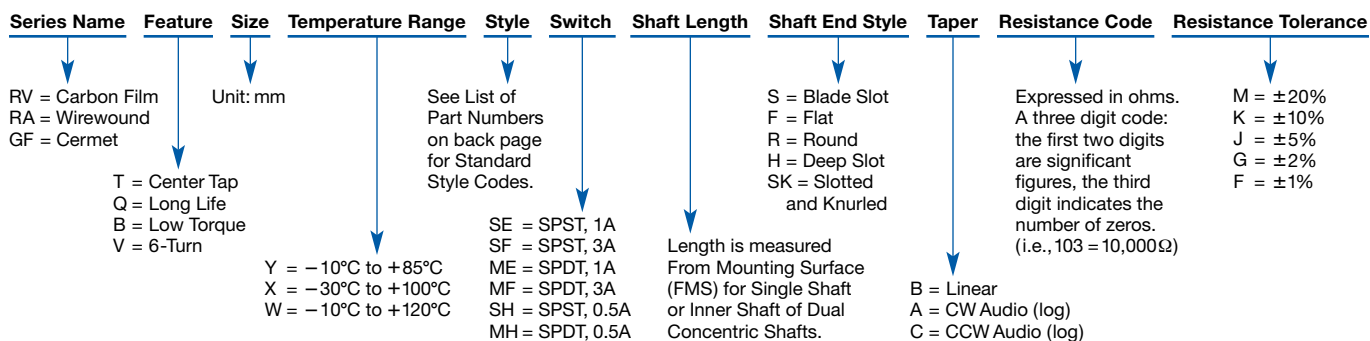 Series Name Feature Size Temperature Range Style Switch Shaft Length Shaft End Style Taper Resistance Code Resistance Tolerance
RV = Carbon Film
RA = Wirewound
GF = Cermet
T = Center Tap
Q = Long Life
B = Low Torque
V = 6-Turn
Unit: mm
Y = −10°C to +85°C
X = −30°C to +100°C
W = −10°C to +120°C
See List of
Part Numbers
on back page
for Standard
Style Codes.
SE = SPST, 1A
SF = SPST, 3A
ME = SPDT, 1A
MF = SPDT, 3A
SH = SPST, 0.5A
MH = SPDT, 0.5A
Length is measured
From Mounting Surface
(FMS) for Single Shaft
or Inner Shaft of Dual
Concentric Shafts.
S = Blade Slot
F = Flat
R = Round
H = Deep Slot
SK = Slotted
and Knurled
B = Linear
A = CW Audio (log)
C = CCW Audio (log)
Expressed in ohms.
A three digit code:
the first two digits
are significant
figures, the third
digit indicates the
number of zeros.
(i.e., 103 = 10,000Ω)
M = ±20%
K = ±10%
J = ±5%
G = ±2%
F = ±1%